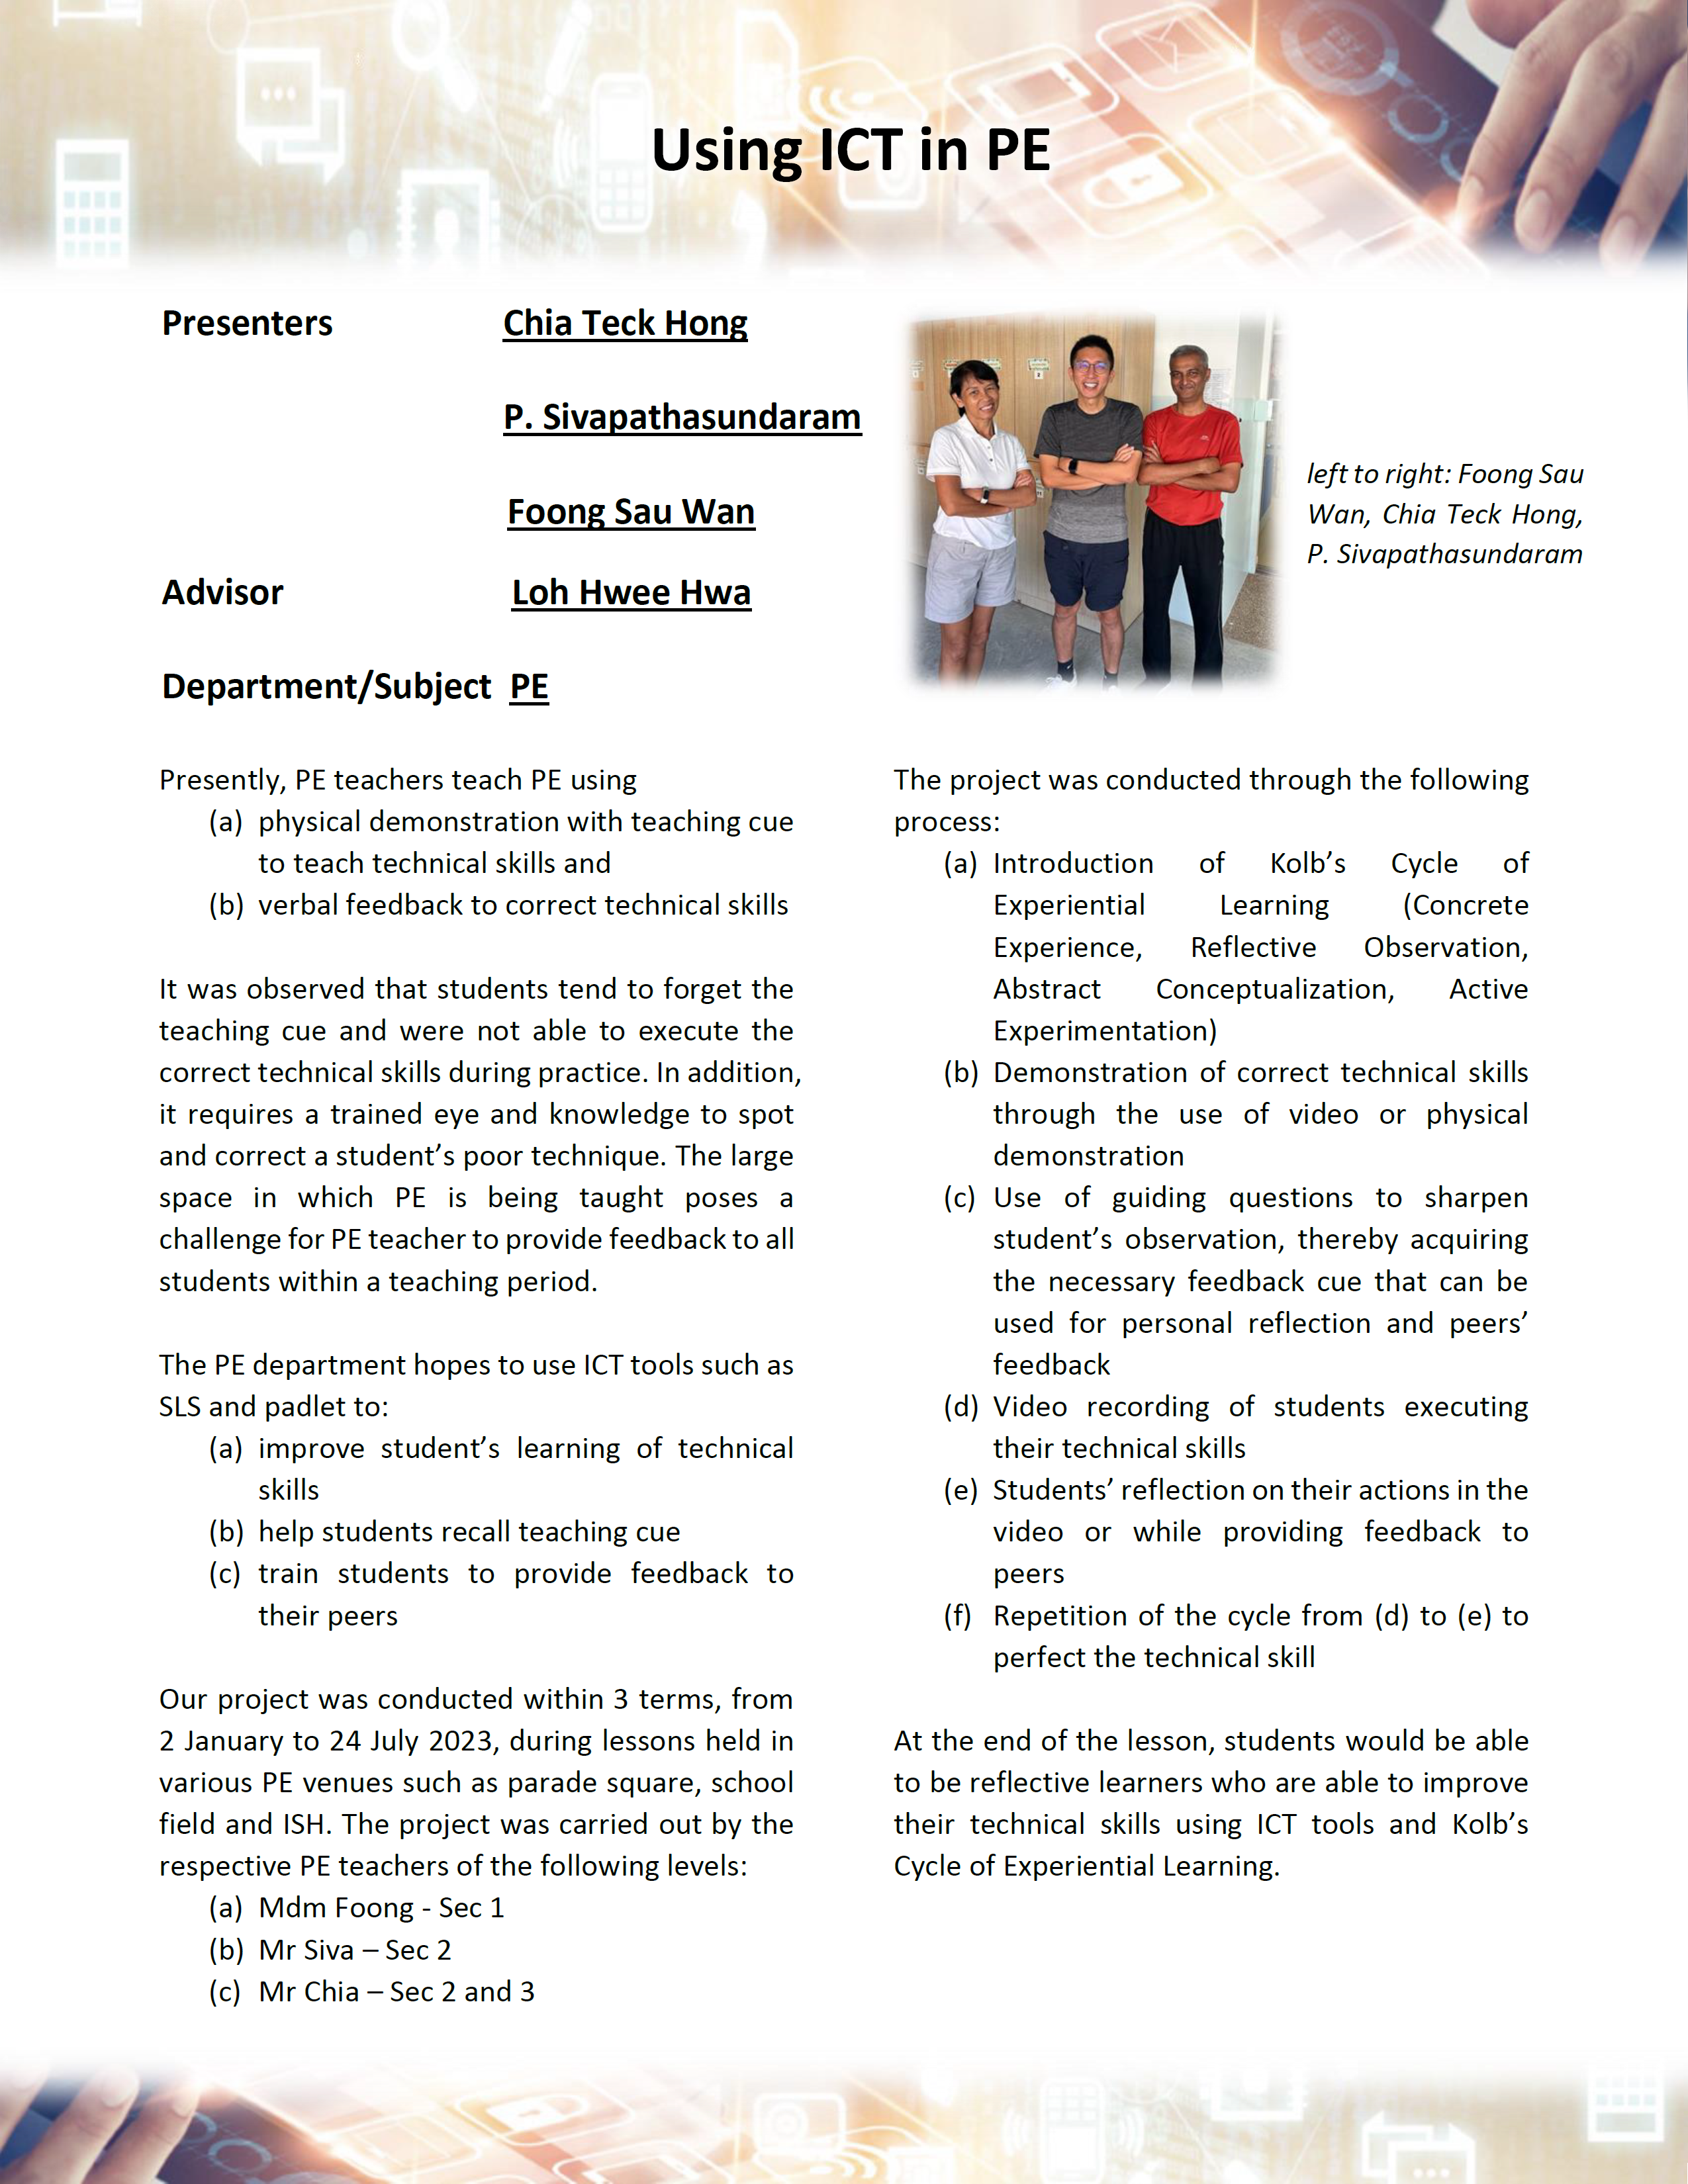 Using ICT in PE
Presenters
Chia Teck Hong
P. Sivapathasundaram
Foong Sau Wan
Advisor
Loh Hwee Hwa
Department/Subject PE
left to right: Foong Sau
Wan, Chia Teck Hong,
P. Sivapathasundaram
Presently, PE teachers teach PE using
(a) physical demonstration with teaching cue
to teach technical skills and
(b) verbal feedback to correct technical skills
It was observed that students tend to forget the
teaching cue and were not able to execute the
correct technical skills during practice. In addition,
it requires a trained eye and knowledge to spot
and correct a student’s poor technique. The large
space in which PE is being taught poses a
challenge for PE teacher to provide feedback to all
students within a teaching period.
The PE department hopes to use ICT tools such as
SLS and padlet to:
(a) improve student’s learning of technical
skills
(b) help students recall teaching cue
(c) train students to provide feedback to
their peers
Our project was conducted within 3 terms, from
2 January to 24 July 2023, during lessons held in
various PE venues such as parade square, school
field and ISH. The project was carried out by the
respective PE teachers of the following levels:
(a) Mdm Foong - Sec 1
(b) Mr Siva – Sec 2
(c) Mr Chia – Sec 2 and 3
The project was conducted through the following
process:
(a) Introduction of Kolb’s Cycle of
Experiential Learning (Concrete
Experience, Reflective Observation,
Abstract Conceptualization, Active
Experimentation)
(b) Demonstration of correct technical skills
through the use of video or physical
demonstration
(c) Use of guiding questions to sharpen
student’s observation, thereby acquiring
the necessary feedback cue that can be
used for personal reflection and peers’
feedback
(d) Video recording of students executing
their technical skills
(e) Students’ reflection on their actions in the
video or while providing feedback to
peers
(f) Repetition of the cycle from (d) to (e) to
perfect the technical skill
At the end of the lesson, students would be able
to be reflective learners who are able to improve
their technical skills using ICT tools and Kolb’s
Cycle of Experiential Learning.